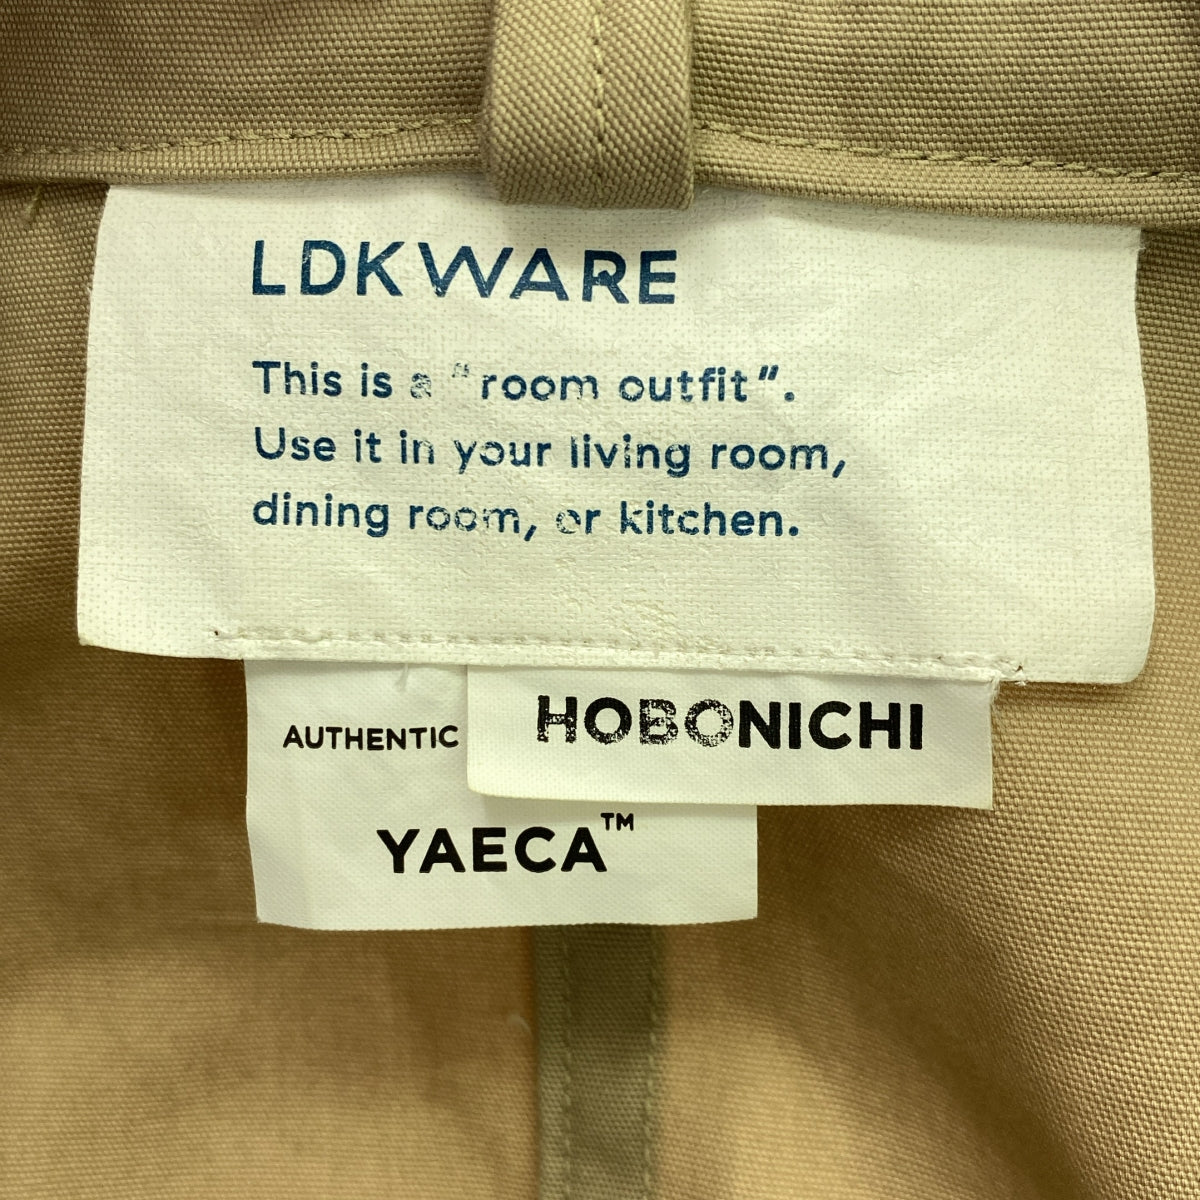 LDKWARE
This is a "room outfit".
Use it in your living room,
dining room, or kitchen.
HOBONICHI
AUTHENTIC
YAECA™